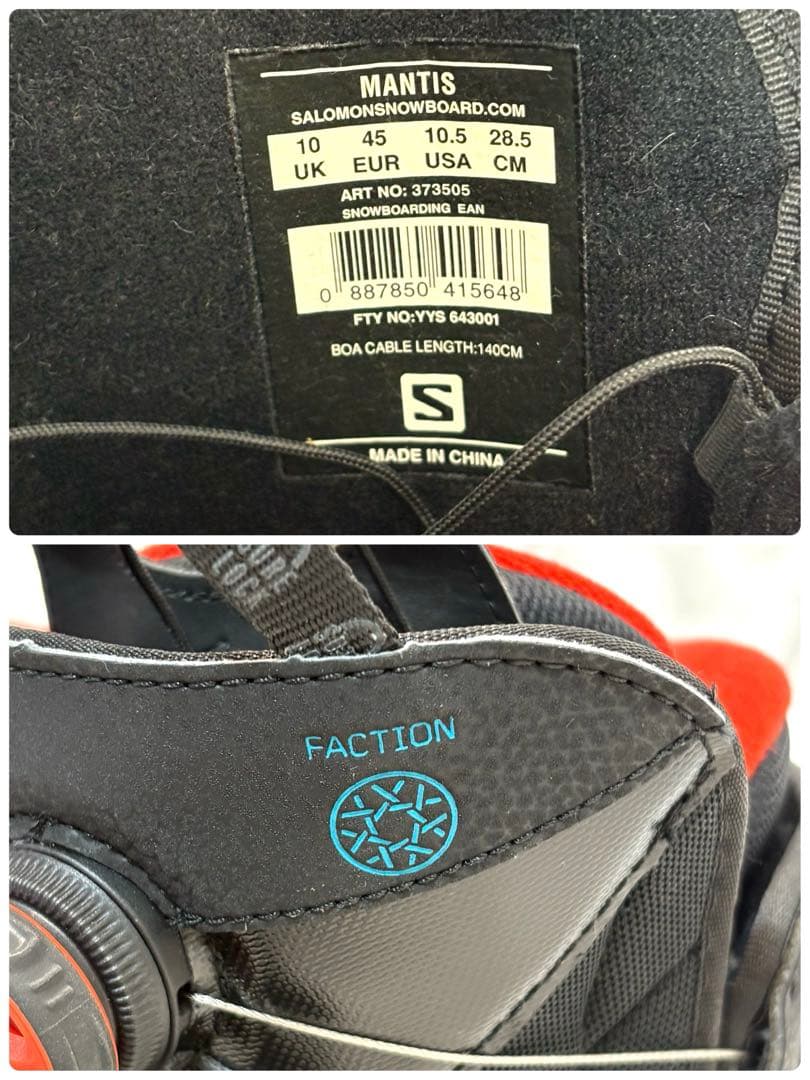 MANTIS
SALOMONSNOWBOARD.COM
10 45 10.5 28.5
UK EUR USA CM
ART NO: 373505
SNOWBOARDING EAN
0 887850 415648
FTY NO:YYS 643001
BOA CABLE LENGTH:140CM
S
MADE IN CHINA
LOCK
FACTION